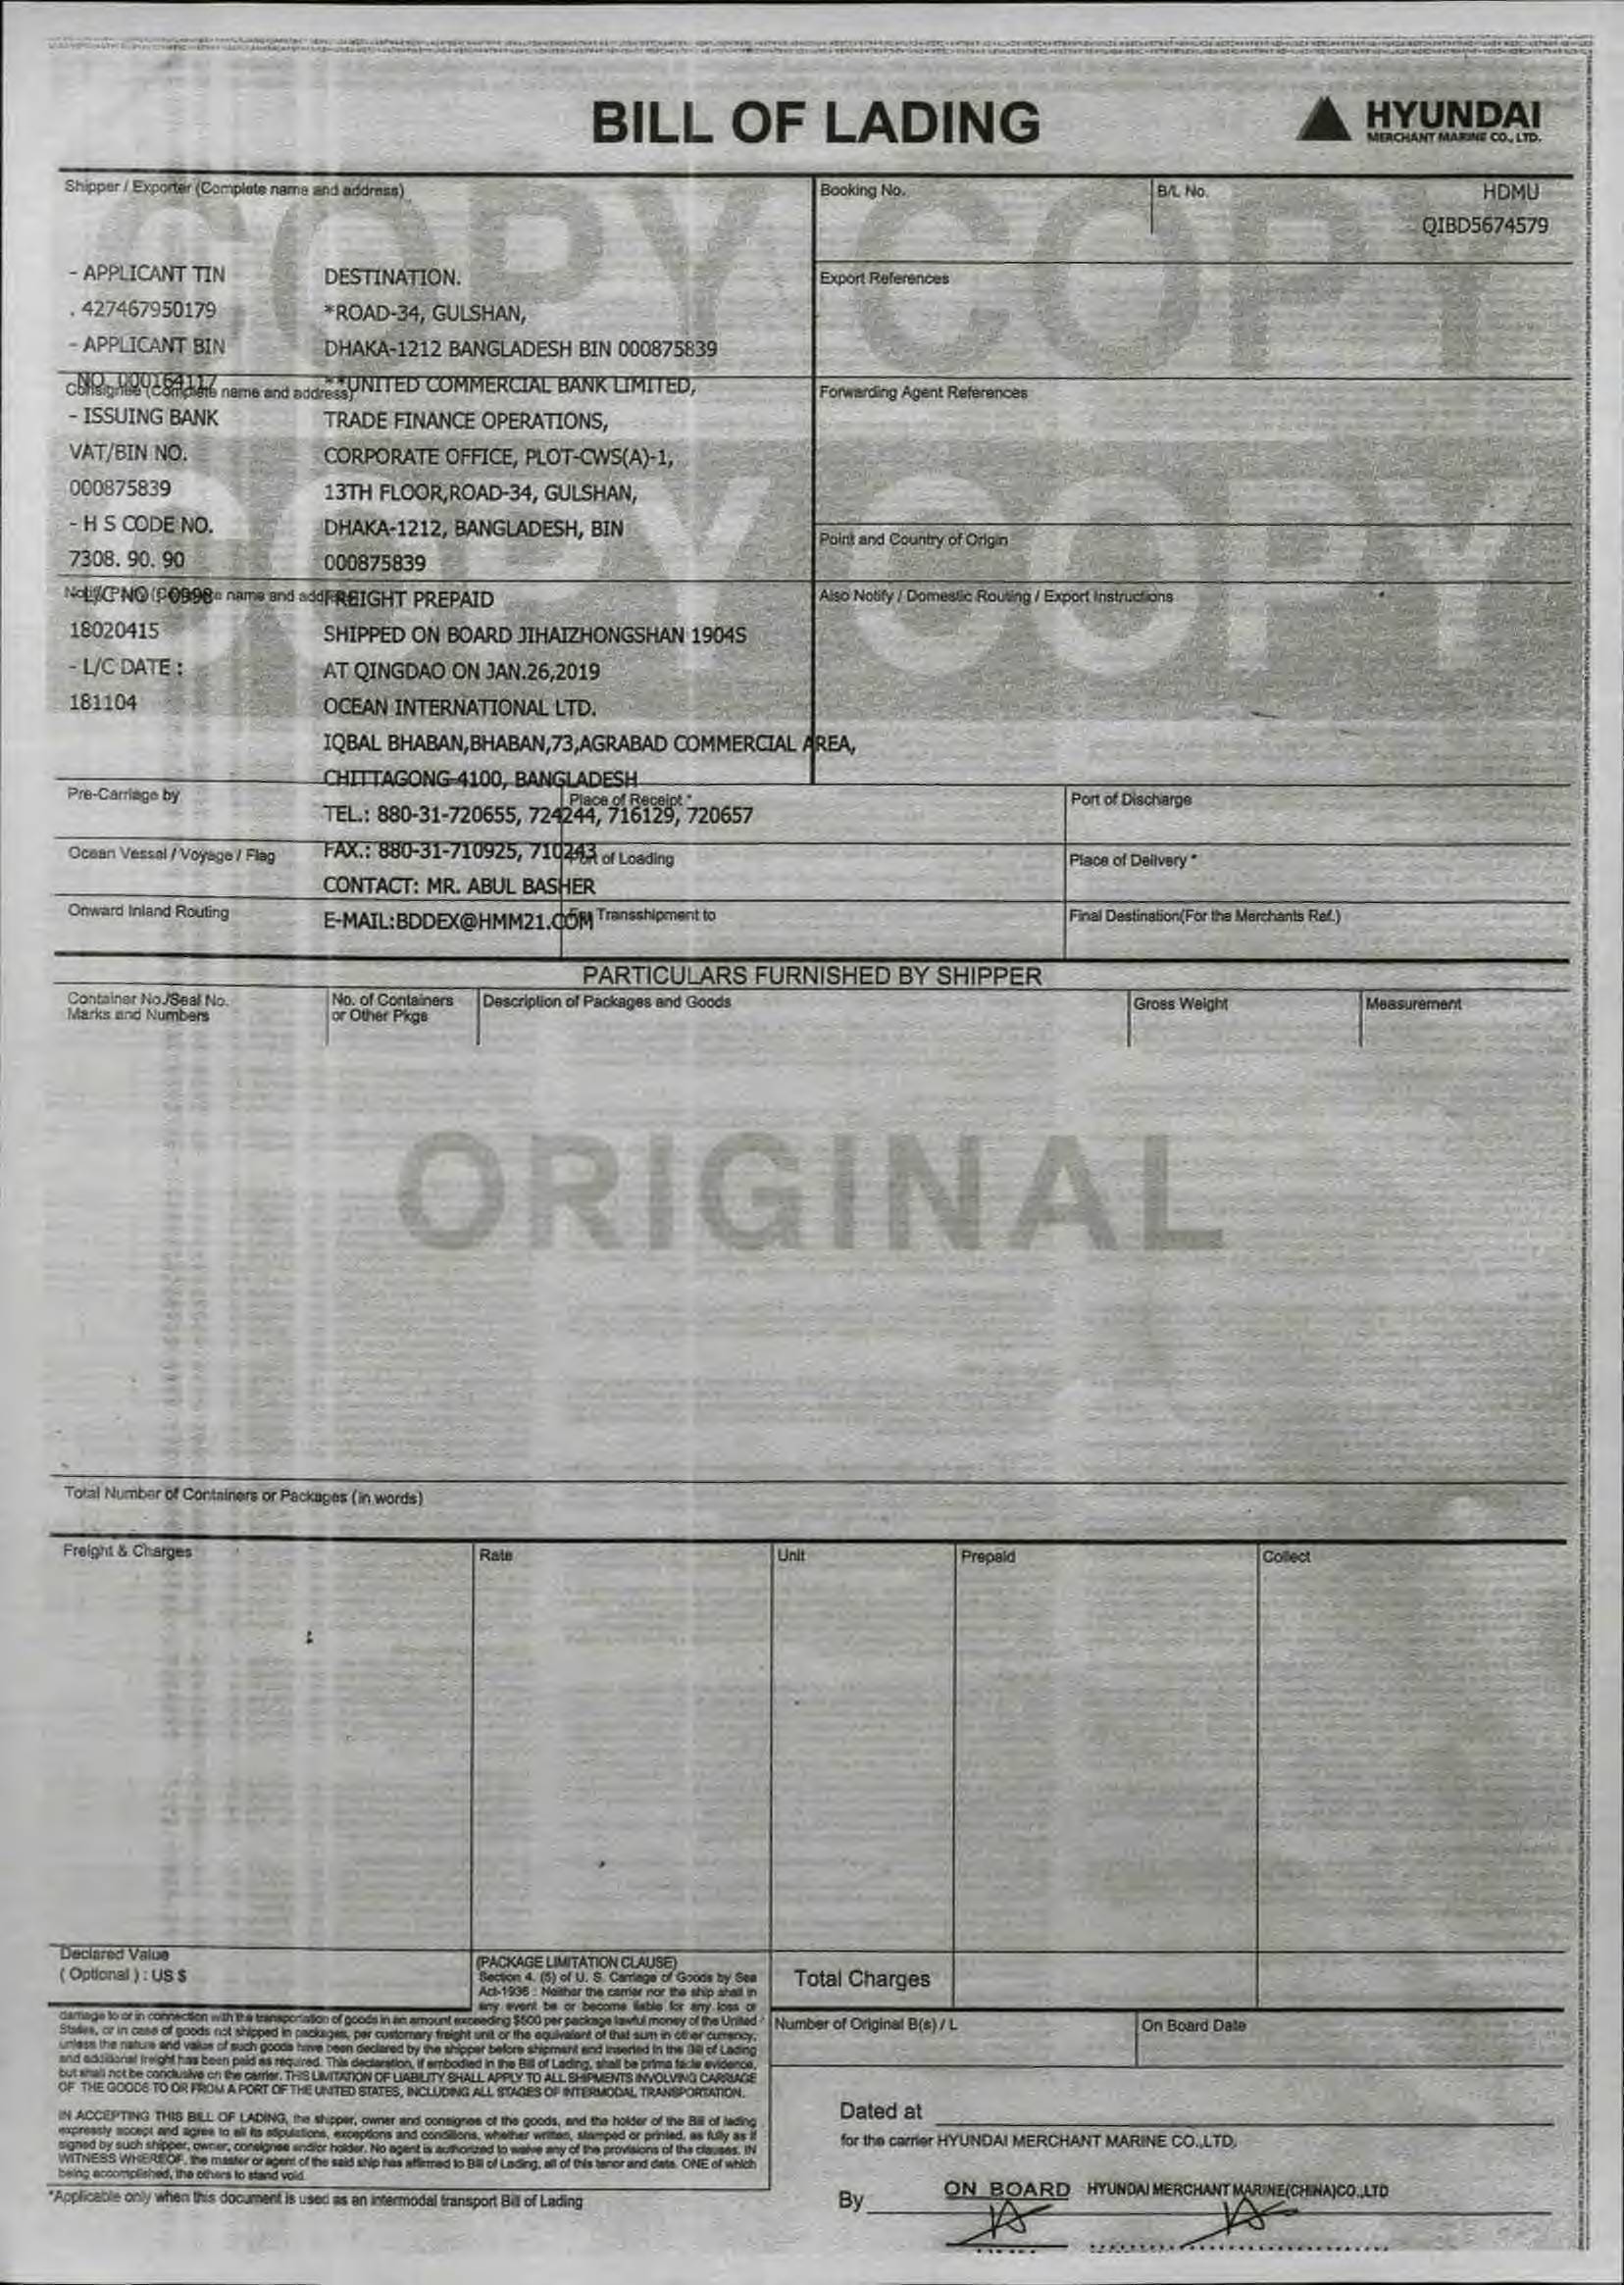 BILL OF LADING
HYUNDAI
MERCHANT MARINE CO., LTD.
Shipper / Exporter (Complete name and address)
Booking No.
B/L No.
HDMU
QIBD5674579
- APPLICANT TIN
DESTINATION.
Export References
. 427467950179
*ROAD-34, GULSHAN,
- APPLICANT BIN
DHAKA-1212 BANGLADESH BIN 000875839
NO. 000164117
**UNITED COMMERCIAL BANK LIMITED,
Consignee (Complete name and address)
Forwarding Agent References
- ISSUING BANK
TRADE FINANCE OPERATIONS,
VAT/BIN NO.
CORPORATE OFFICE, PLOT-CWS(A)-1,
000875839
13TH FLOOR,ROAD-34, GULSHAN,
- H S CODE NO.
DHAKA-1212, BANGLADESH, BIN
Point and Country of Origin
7308. 90. 90
000875839
- L/C NO : 0998
FREIGHT PREPAID
name and
Also Notify / Domestic Routing / Export Instructions
18020415
SHIPPED ON BOARD JIHAIZHONGSHAN 1904S
- L/C DATE :
AT QINGDAO ON JAN.26,2019
181104
OCEAN INTERNATIONAL LTD.
IQBAL BHABAN,BHABAN,73,AGRABAD COMMERCIAL AREA,
CHITTAGONG-4100, BANGLADESH
Pre-Carriage by
Place of Receipt *
Port of Discharge
TEL.: 880-31-720655, 724244, 716129, 720657
Ocean Vessel / Voyage / Flag
FAX.: 880-31-710925, 710243
of Loading
Place of Delivery *
CONTACT: MR. ABUL BASHER
Onward Inland Routing
E-MAIL:BDDEX@HMM21.COM
Transshipment to
Final Destination(For the Merchants Ref.)
PARTICULARS FURNISHED BY SHIPPER
Container No./Seal No.
Marks and Numbers
No. of Containers
or Other Pkgs
Description of Packages and Goods
Gross Weight
Measurement
COPY COPY
COPY COPY
ORIGINAL
Total Number of Containers or Packages (in words)
Freight & Charges
Rate
Unit
Prepaid
Collect
Declared Value
( Optional ) : US $
(PACKAGE LIMITATION CLAUSE)
Section 4. (5) of U. S. Carriage of Goods by Sea
Act-1936 : Neither the carrier nor the ship shall in
any event be or become liable for any loss or
Total Charges
damage to or in connection with the transportation of goods in an amount exceeding $500 per package lawful money of the United
States, or in case of goods not shipped in packages, per customary freight unit or the equivalent of that sum in other currency,
unless the nature and value of such goods have been declared by the shipper before shipment and inserted in the Bill of Lading
and additional freight has been paid as required. This declaration, if embodied in the Bill of Lading, shall be prima facie evidence,
but shall not be conclusive on the carrier. THIS LIMITATION OF LIABILITY SHALL APPLY TO ALL SHIPMENTS INVOLVING CARRIAGE
OF THE GOODS TO OR FROM A PORT OF THE UNITED STATES, INCLUDING ALL STAGES OF INTERMODAL TRANSPORTATION.
Number of Original B(s) / L
On Board Date
IN ACCEPTING THIS BILL OF LADING, the shipper, owner and consignee of the goods, and the holder of the Bill of lading
expressly accept and agree to all its stipulations, exceptions and conditions, whether written, stamped or printed, as fully as if
signed by such shipper, owner, consignee and/or holder. No agent is authorized to waive any of the provisions of the clauses. IN
WITNESS WHEREOF, the master or agent of the said ship has affirmed to Bill of Lading, all of this tenor and date. ONE of which
being accomplished, the others to stand void.
*Applicable only when this document is used as an intermodal transport Bill of Lading
Dated at
for the carrier HYUNDAI MERCHANT MARINE CO.,LTD.
By
ON BOARD
HYUNDAI MERCHANT MARINE(CHINA)CO.,LTD